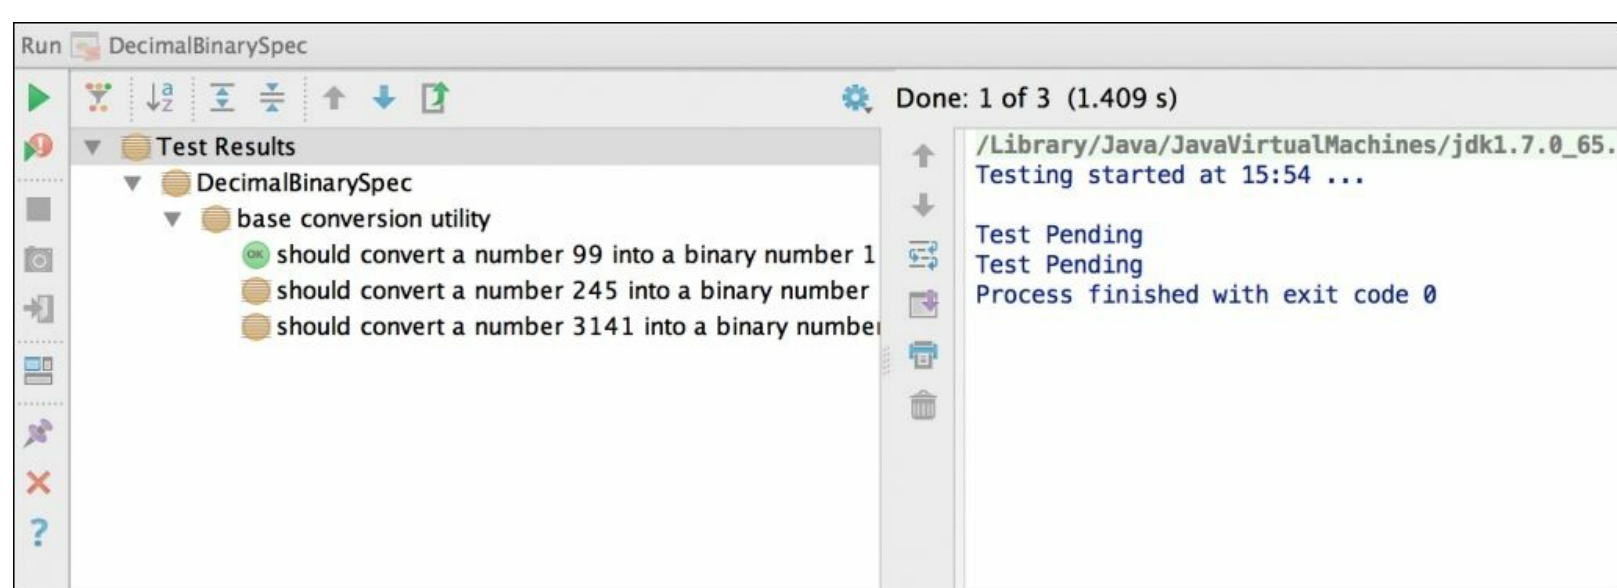 Run DecimalBinarySpec
Done: 1 of 3 (1.409 s)
Test Results
DecimalBinarySpec
base conversion utility
OK should convert a number 99 into a binary number 1
should convert a number 245 into a binary number
should convert a number 3141 into a binary number
/Library/Java/JavaVirtualMachines/jdk1.7.0_65.
Testing started at 15:54 ...
Test Pending
Test Pending
Process finished with exit code 0